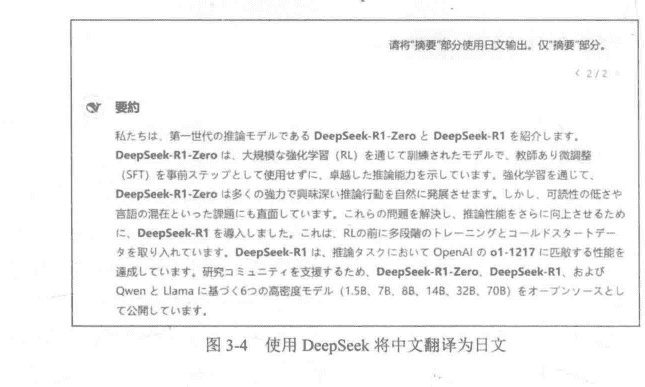 请将"摘要"部分使用日文输出。仅"摘要"部分。
< 2 / 2 >
要約
私たちは、第一世代の推論モデルである DeepSeek-R1-Zero と DeepSeek-R1 を紹介します。
DeepSeek-R1-Zero は、大規模な強化学習（RL）を通じて訓練されたモデルで、教師あり微調整
（SFT）を事前ステップとして使用せずに、卓越した推論能力を示しています。強化学習を通じて、
DeepSeek-R1-Zero は多くの強力で興味深い推論行動を自然に発展させます。しかし、可読性の低さや
言語の混在といった課題にも直面しています。これらの問題を解決し、推論性能をさらに向上させるため
に、DeepSeek-R1 を導入しました。これは、RLの前に多段階のトレーニングとコールドスタートデー
タを取り入れています。DeepSeek-R1 は、推論タスクにおいて OpenAI の o1-1217 に匹敵する性能を
達成しています。研究コミュニティを支援するため、DeepSeek-R1-Zero、DeepSeek-R1、および
Qwen と Llama に基づく6つの高密度モデル（1.5B、7B、8B、14B、32B、70B）をオープンソースとし
て公開しています。
图 3-4 使用 DeepSeek 将中文翻译为日文